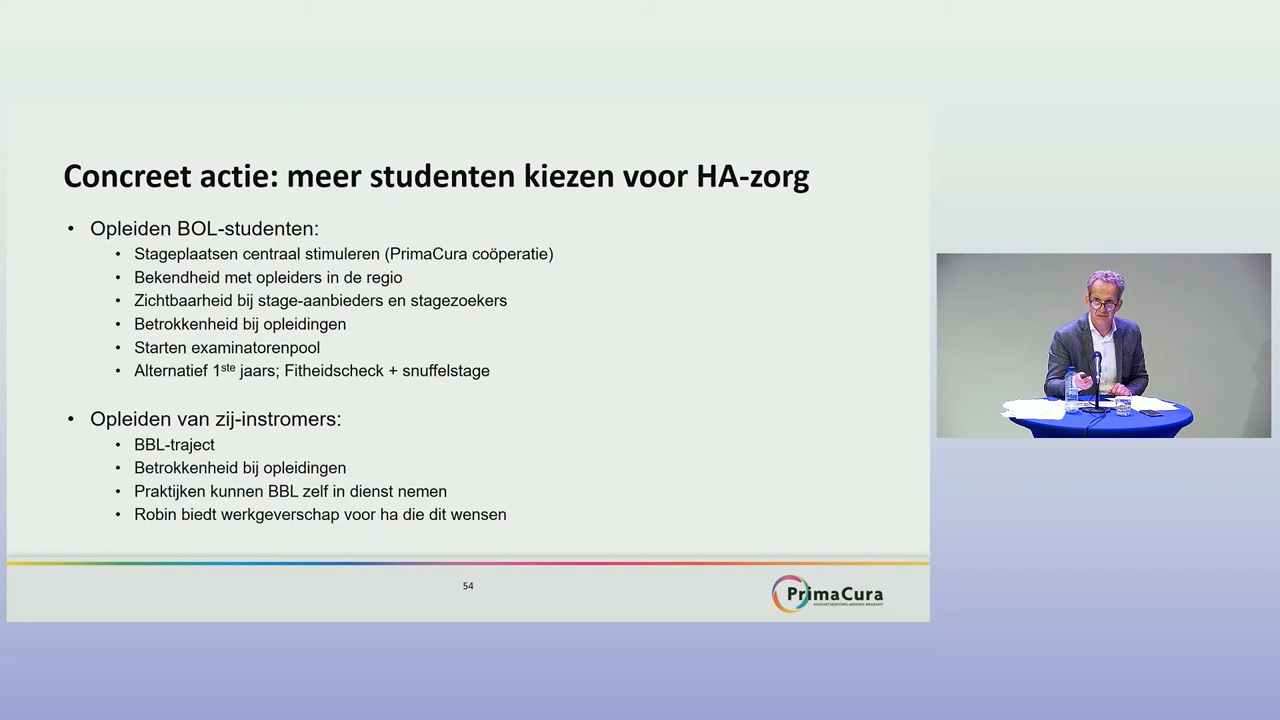 Concreet actie: meer studenten kiezen voor HA-zorg
• Opleiden BOL-studenten:
• Stageplaatsen centraal stimuleren (PrimaCura coöperatie)
• Bekendheid met opleiders in de regio
• Zichtbaarheid bij stage-aanbieders en stagezoekers
• Betrokkenheid bij opleidingen
• Starten examinatorenpool
• Alternatief 1ste jaars; Fitheidscheck + snuffelstage
• Opleiden van zij-instromers:
• BBL-traject
• Betrokkenheid bij opleidingen
• Praktijken kunnen BBL zelf in dienst nemen
• Robin biedt werkgeverschap voor ha die dit wensen
54
PrimaCura
HUISARTSENZORG MIDDEN-BRABANT